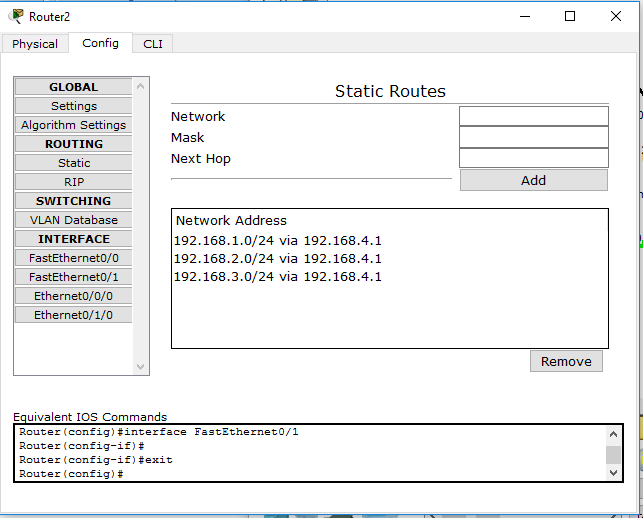 Router2
Physical Config CLI
GLOBAL
Settings
Algorithm Settings
ROUTING
Static
RIP
SWITCHING
VLAN Database
INTERFACE
FastEthernet0/0
FastEthernet0/1
Ethernet0/0/0
Ethernet0/1/0
Static Routes
Network
Mask
Next Hop
Add
Network Address
192.168.1.0/24 via 192.168.4.1
192.168.2.0/24 via 192.168.4.1
192.168.3.0/24 via 192.168.4.1
Remove
Equivalent IOS Commands
Router(config)#interface FastEthernet0/1
Router(config-if)#
Router(config-if)#exit
Router(config)#